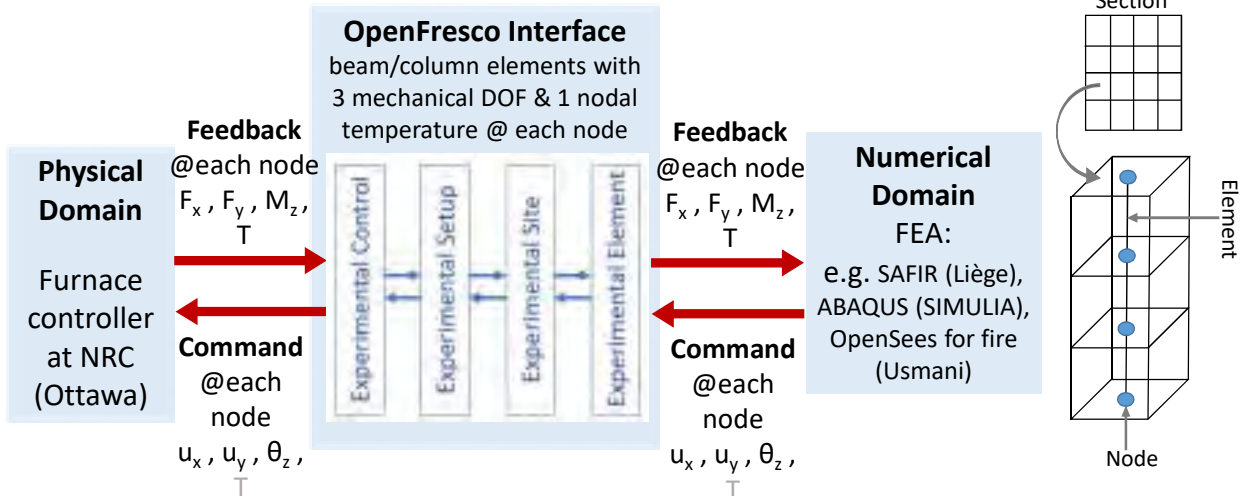 Physical
Domain
Furnace
controller
at NRC
(Ottawa)
Feedback
@each node
Fx , Fy , Mz ,
T
Command
@each
node
ux , uy , θz ,
T
OpenFresco Interface
beam/column elements with
3 mechanical DOF & 1 nodal
temperature @ each node
Experimental Control
Experimental Setup
Experimental Site
Experimental Element
Feedback
@each node
Fx , Fy , Mz ,
T
Command
@each
node
ux , uy , θz ,
T
Numerical
Domain
FEA:
e.g. SAFIR (Liège),
ABAQUS (SIMULIA),
OpenSees for fire
(Usmani)
Section
Element
Node